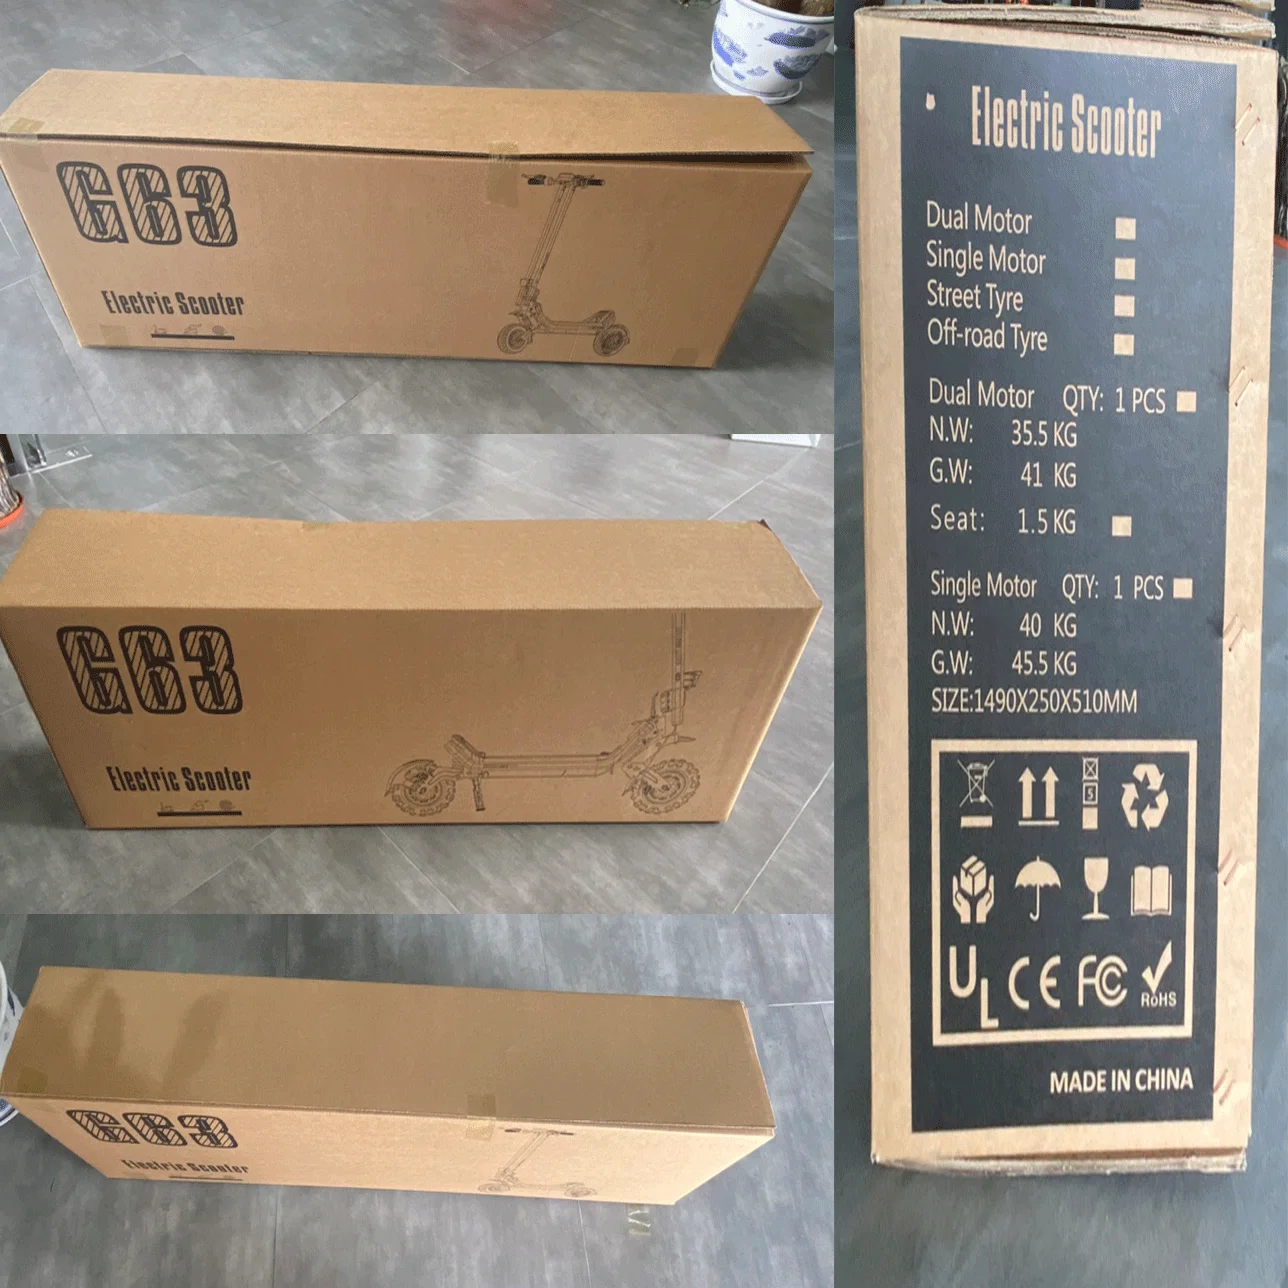 G63
Electric Scooter
G63
Electric Scooter
G63
Electric Scooter
Electric Scooter
Dual Motor
Single Motor
Street Tyre
Off-road Tyre
Dual Motor QTY: 1 PCS
N.W: 35.5 KG
G.W: 41 KG
Seat: 1.5 KG
Single Motor QTY: 1 PCS
N.W: 40 KG
G.W: 45.5 KG
SIZE:1490X250X510MM
5
UL CE FCC RoHS
MADE IN CHINA